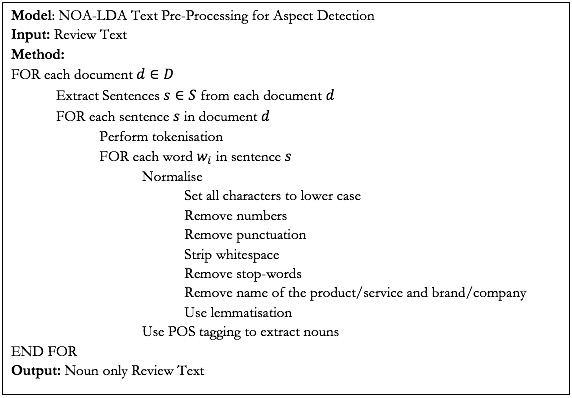 Model: NOA-LDA Text Pre-Processing for Aspect Detection
Input: Review Text
Method:
FOR each document d ∈ D
Extract Sentences s ∈ S from each document d
FOR each sentence s in document d
Perform tokenisation
FOR each word wᵢ in sentence s
Normalise
Set all characters to lower case
Remove numbers
Remove punctuation
Strip whitespace
Remove stop-words
Remove name of the product/service and brand/company
Use lemmatisation
Use POS tagging to extract nouns
END FOR
Output: Noun only Review Text